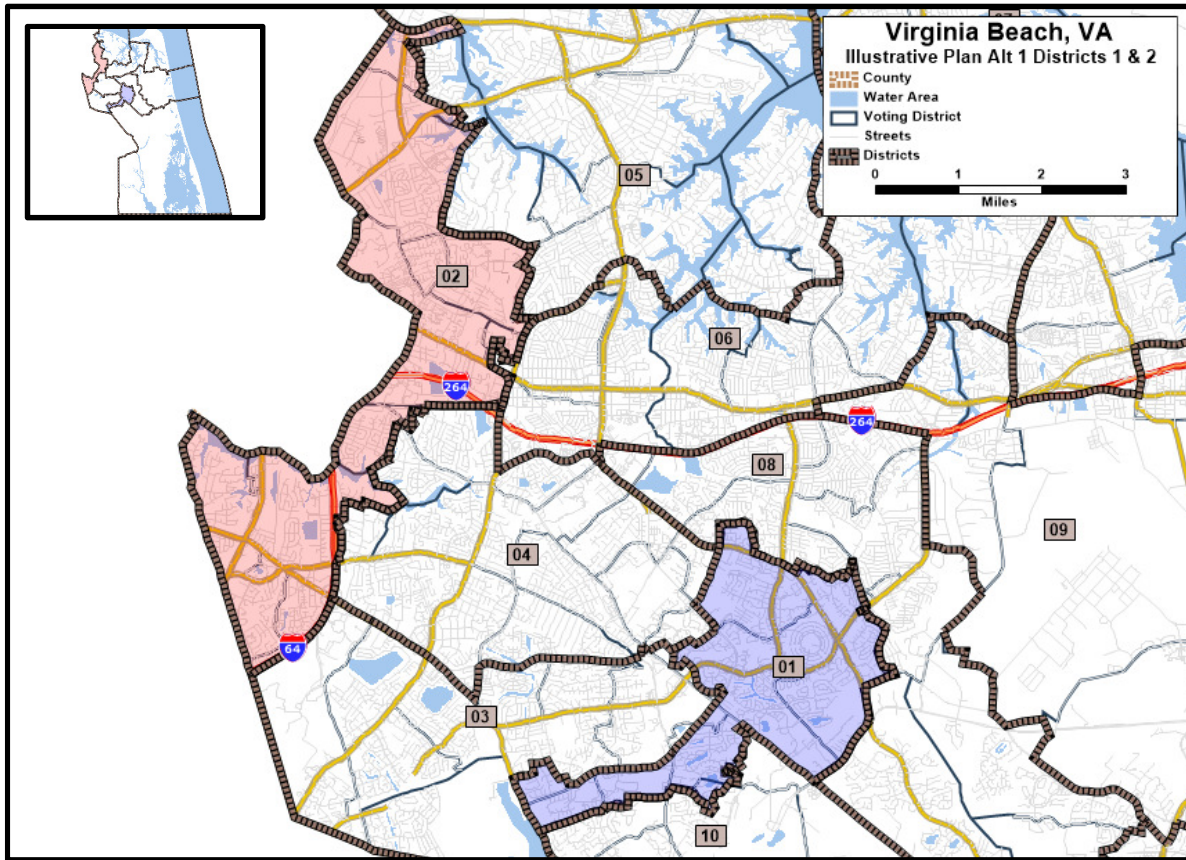 Virginia Beach, VA
Illustrative Plan Alt 1 Districts 1 & 2
County
Water Area
Voting District
Streets
Districts
0 1 2 3
Miles
05
02
06
264
264
08
04
09
64
01
03
10